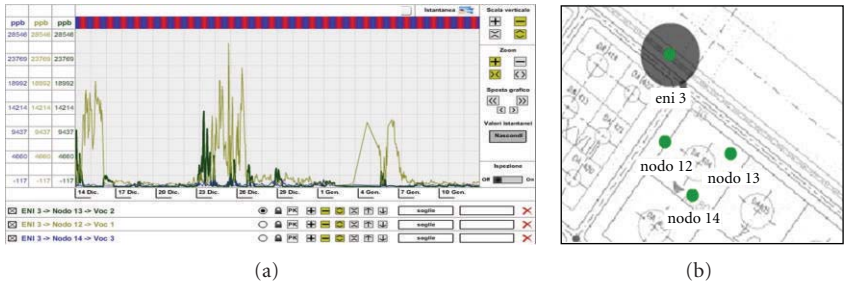 Istantanea
Scala verticale
ppb ppb ppb
28546 28546 28546
23769 23769 23769
18992 18992 18992
14214 14214 14214
9437 9437 9437
4660 4660 4660
-117 -117 -117
Zoom
Sposta grafico
Valori istantanei
Nascondi
Ispezione
Off On
14 Dic. 17 Dic. 20 Dic. 23 Dic. 26 Dic. 29 Dic. 1 Gen. 4 Gen. 7 Gen. 10 Gen.
ENI 3 -> Nodo 13 -> Voc 2 PK
ENI 3 -> Nodo 12 -> Voc 1 PK
ENI 3 -> Nodo 14 -> Voc 3 PK
eni 3
nodo 12
nodo 13
nodo 14
(a)
(b)